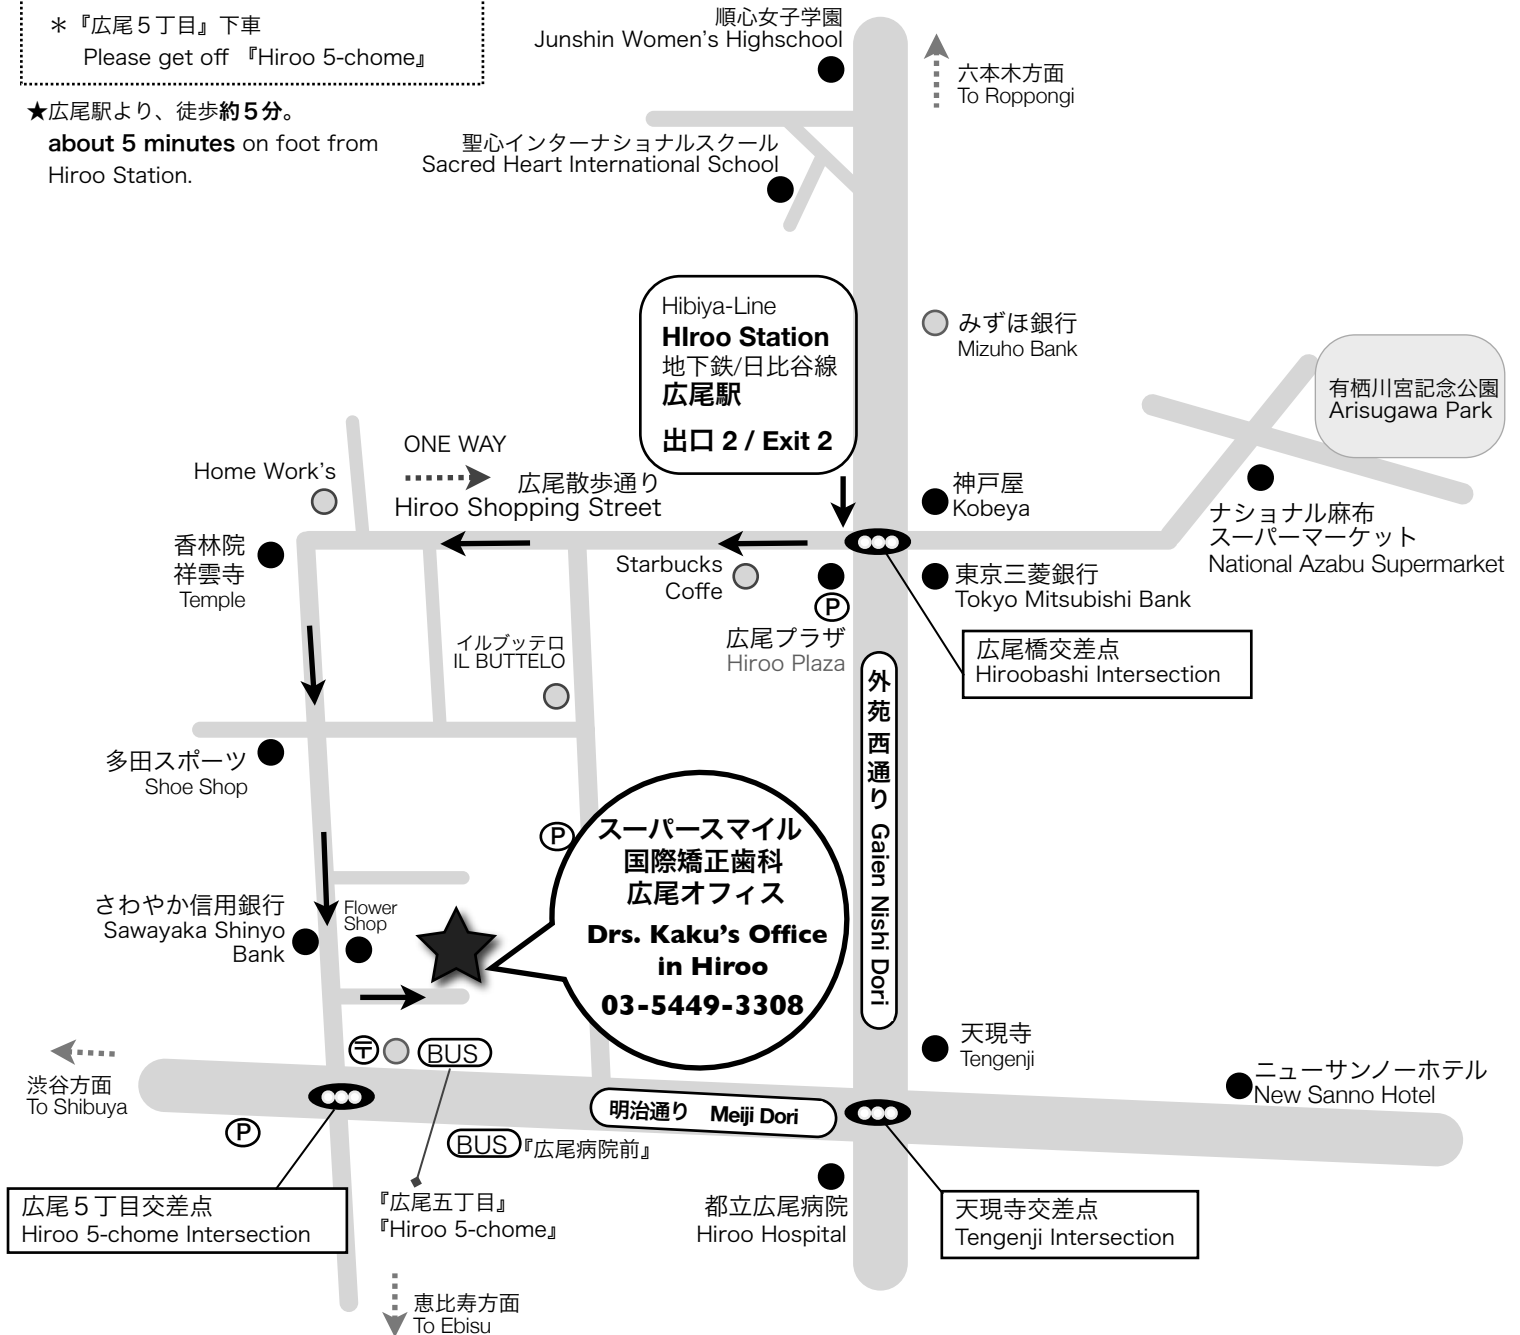 ＊『広尾５丁目』下車
Please get off 『Hiroo 5-chome』
★広尾駅より、徒歩約５分。
about 5 minutes on foot from
Hiroo Station.
順心女子学園
Junshin Women's Highschool
六本木方面
To Roppongi
聖心インターナショナルスクール
Sacred Heart International School
Hibiya-Line
HIroo Station
地下鉄/日比谷線
広尾駅
出口 2 / Exit 2
みずほ銀行
Mizuho Bank
有栖川宮記念公園
Arisugawa Park
ONE WAY
Home Work's
広尾散歩通り
Hiroo Shopping Street
神戸屋
Kobeya
ナショナル麻布
スーパーマーケット
National Azabu Supermarket
香林院
祥雲寺
Temple
Starbucks
Coffe
P
広尾プラザ
Hiroo Plaza
東京三菱銀行
Tokyo Mitsubishi Bank
広尾橋交差点
Hiroobashi Intersection
イルブッテロ
IL BUTTELO
外苑西通り Gaien Nishi Dori
多田スポーツ
Shoe Shop
P
スーパースマイル
国際矯正歯科
広尾オフィス
Drs. Kaku's Office
in Hiroo
03-5449-3308
さわやか信用銀行
Sawayaka Shinyo
Bank
Flower
Shop
〒
BUS
天現寺
Tengenji
ニューサンノーホテル
New Sanno Hotel
渋谷方面
To Shibuya
P
明治通り Meiji Dori
BUS『広尾病院前』
広尾５丁目交差点
Hiroo 5-chome Intersection
『広尾五丁目』
『Hiroo 5-chome』
都立広尾病院
Hiroo Hospital
天現寺交差点
Tengenji Intersection
恵比寿方面
To Ebisu